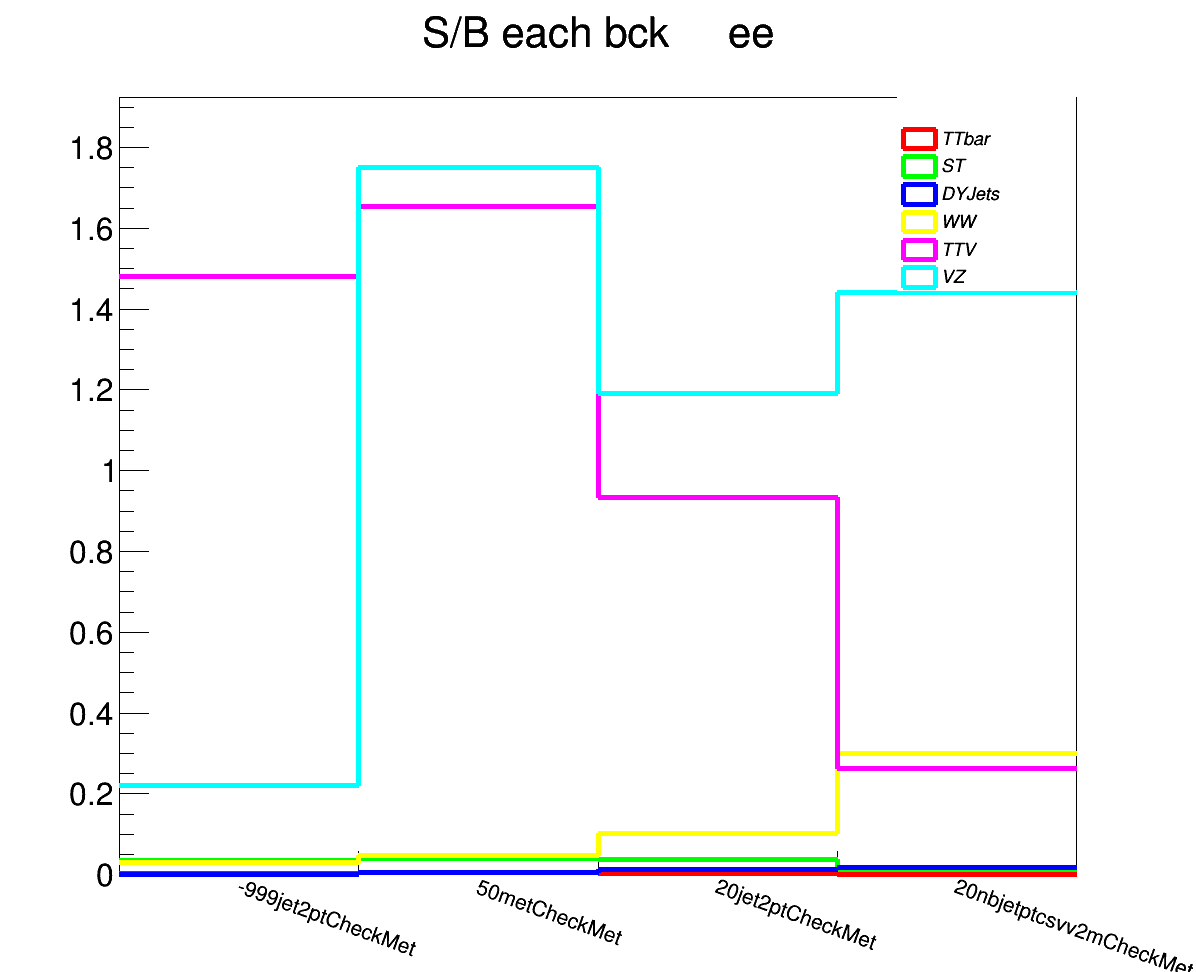 S/B each bck ee
1.8
1.6
1.4
1.2
1
0.8
0.6
0.4
0.2
0
TTbar
ST
DYJets
WW
TTV
VZ
-999jet2ptCheckMet
50metCheckMet
20jet2ptCheckMet
20nbjetptcsvv2mCheckMet